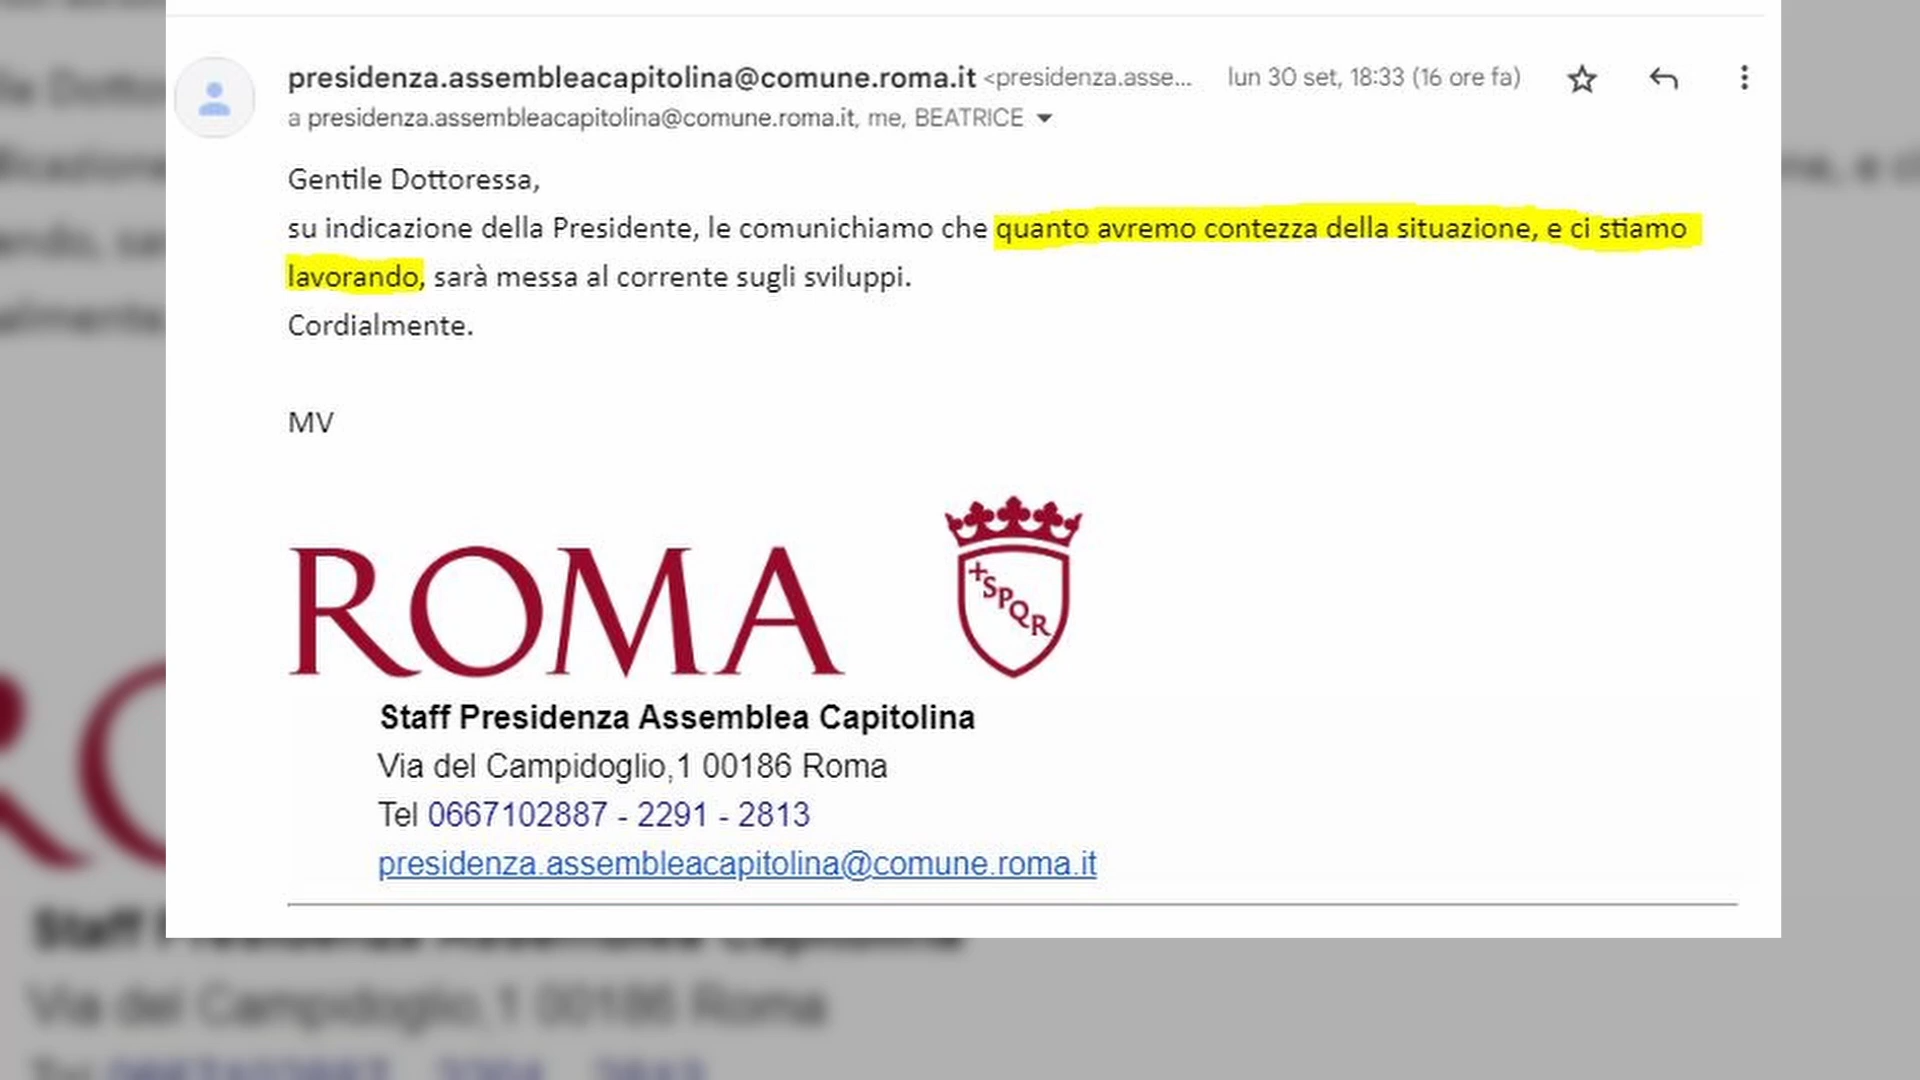 presidenza.assembleacapitolina@comune.roma.it <presidenza.asse... lun 30 set, 18:33 (16 ore fa)
a presidenza.assembleacapitolina@comune.roma.it, me, BEATRICE
Gentile Dottoressa,
su indicazione della Presidente, le comunichiamo che quanto avremo contezza della situazione, e ci stiamo
lavorando, sarà messa al corrente sugli sviluppi.
Cordialmente.
MV
ROMA
+SPQR
Staff Presidenza Assemblea Capitolina
Via del Campidoglio,1 00186 Roma
Tel 0667102887 - 2291 - 2813
presidenza.assembleacapitolina@comune.roma.it